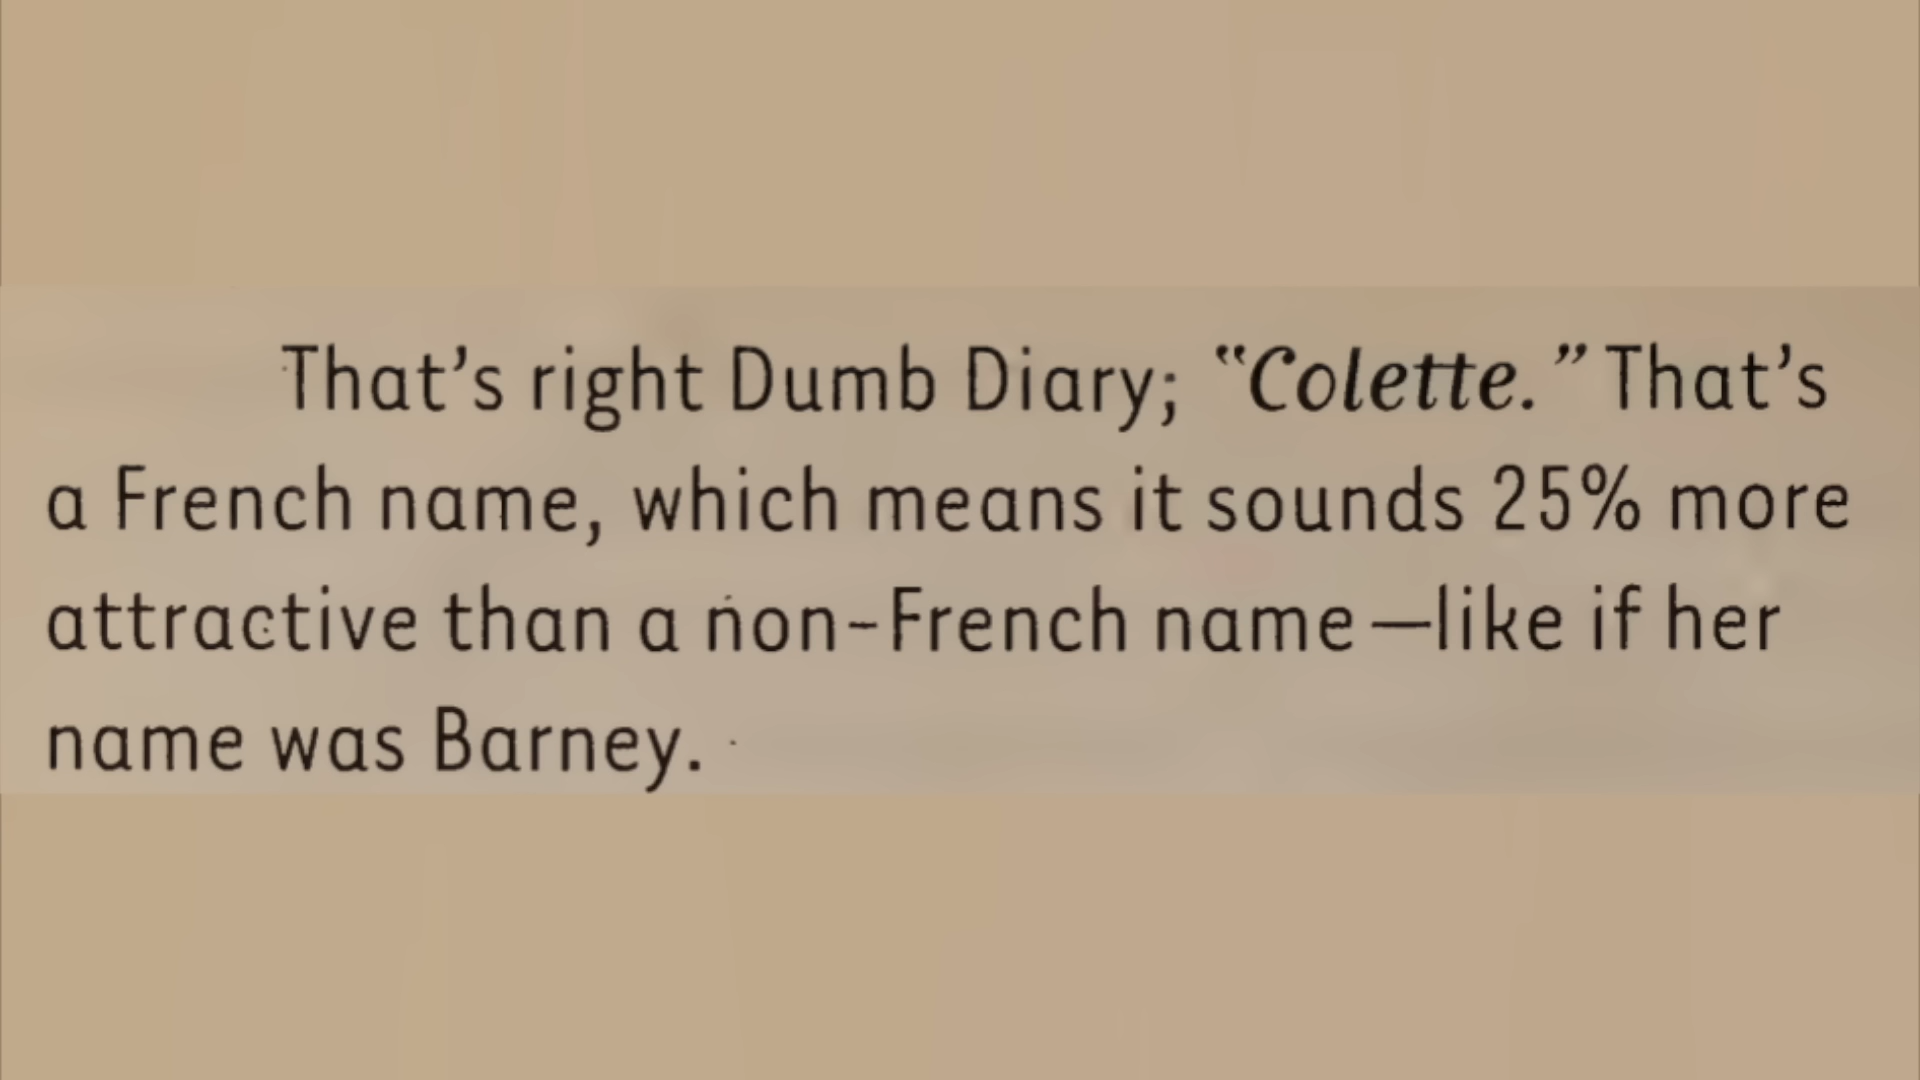 That's right Dumb Diary; "Colette." That's
a French name, which means it sounds 25% more
attractive than a non-French name—like if her
name was Barney.